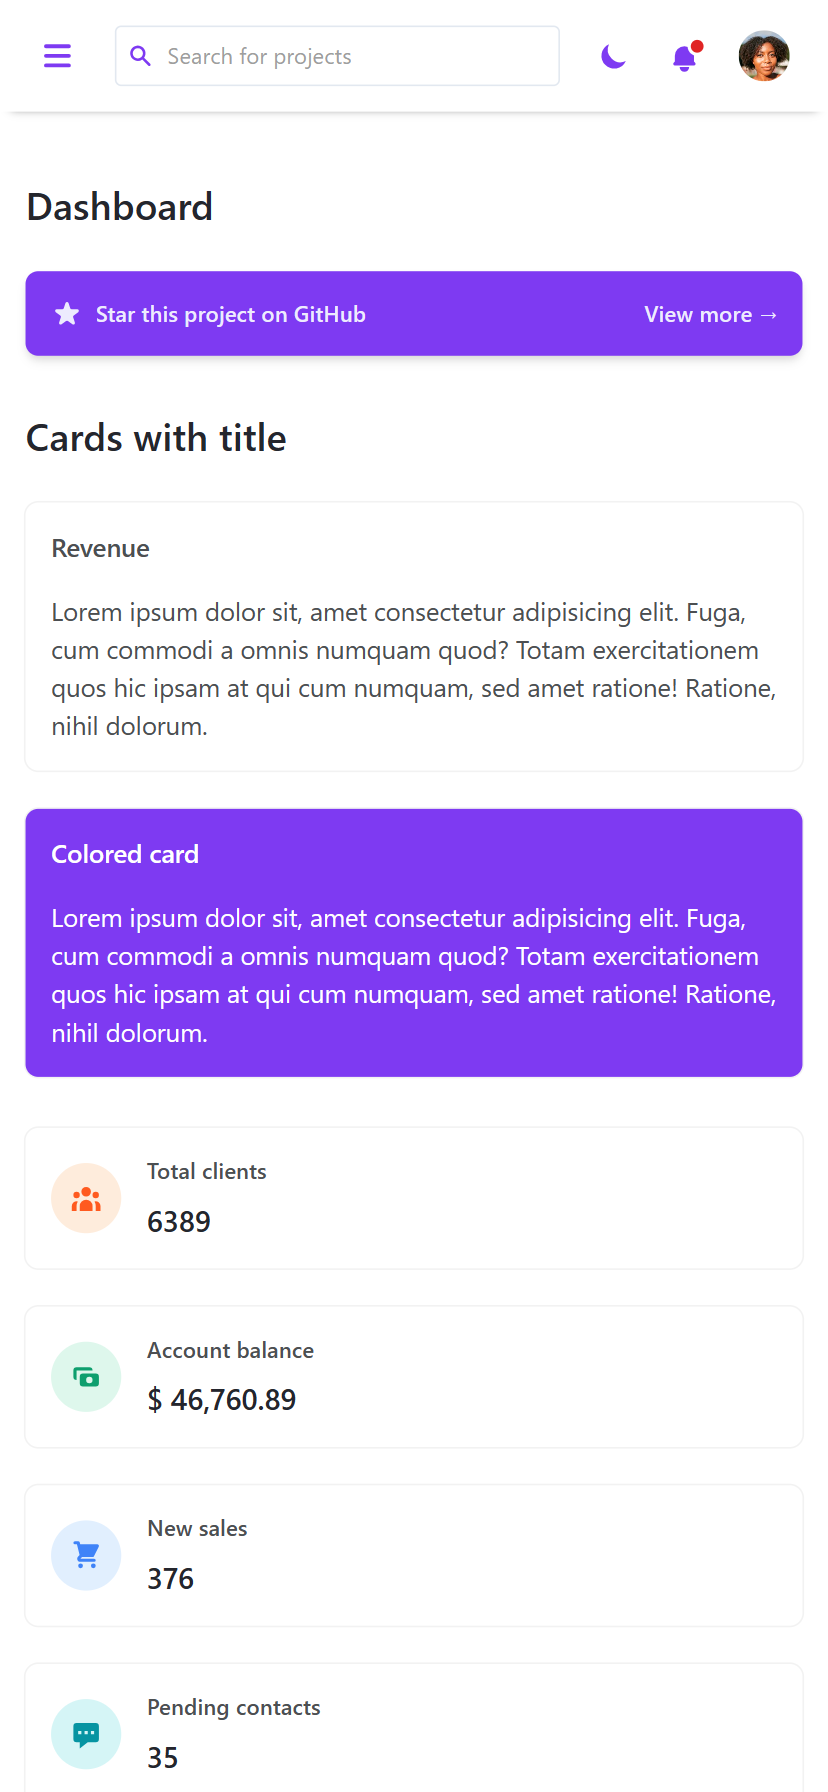 Search for projects
Dashboard
Star this project on GitHub
View more →
Cards with title
Revenue
Lorem ipsum dolor sit, amet consectetur adipisicing elit. Fuga,
cum commodi a omnis numquam quod? Totam exercitationem
quos hic ipsam at qui cum numquam, sed amet ratione! Ratione,
nihil dolorum.
Colored card
Lorem ipsum dolor sit, amet consectetur adipisicing elit. Fuga,
cum commodi a omnis numquam quod? Totam exercitationem
quos hic ipsam at qui cum numquam, sed amet ratione! Ratione,
nihil dolorum.
Total clients
6389
Account balance
$ 46,760.89
New sales
376
Pending contacts
35